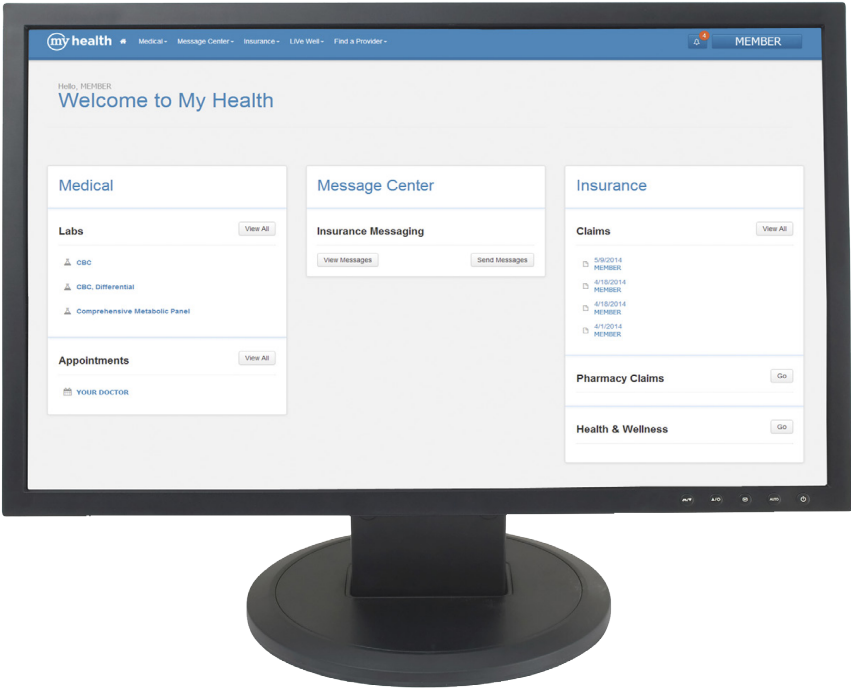 my health Medical Message Center Insurance LiVe Well Find a Provider 4 MEMBER
Hello, MEMBER
Welcome to My Health
Medical
Labs View All
CBC
CBC, Differential
Comprehensive Metabolic Panel
Appointments View All
YOUR DOCTOR
Message Center
Insurance Messaging
View Messages Send Messages
Insurance
Claims View All
5/9/2014
MEMBER
4/18/2014
MEMBER
4/18/2014
MEMBER
4/1/2014
MEMBER
Pharmacy Claims Go
Health & Wellness Go
AUTO